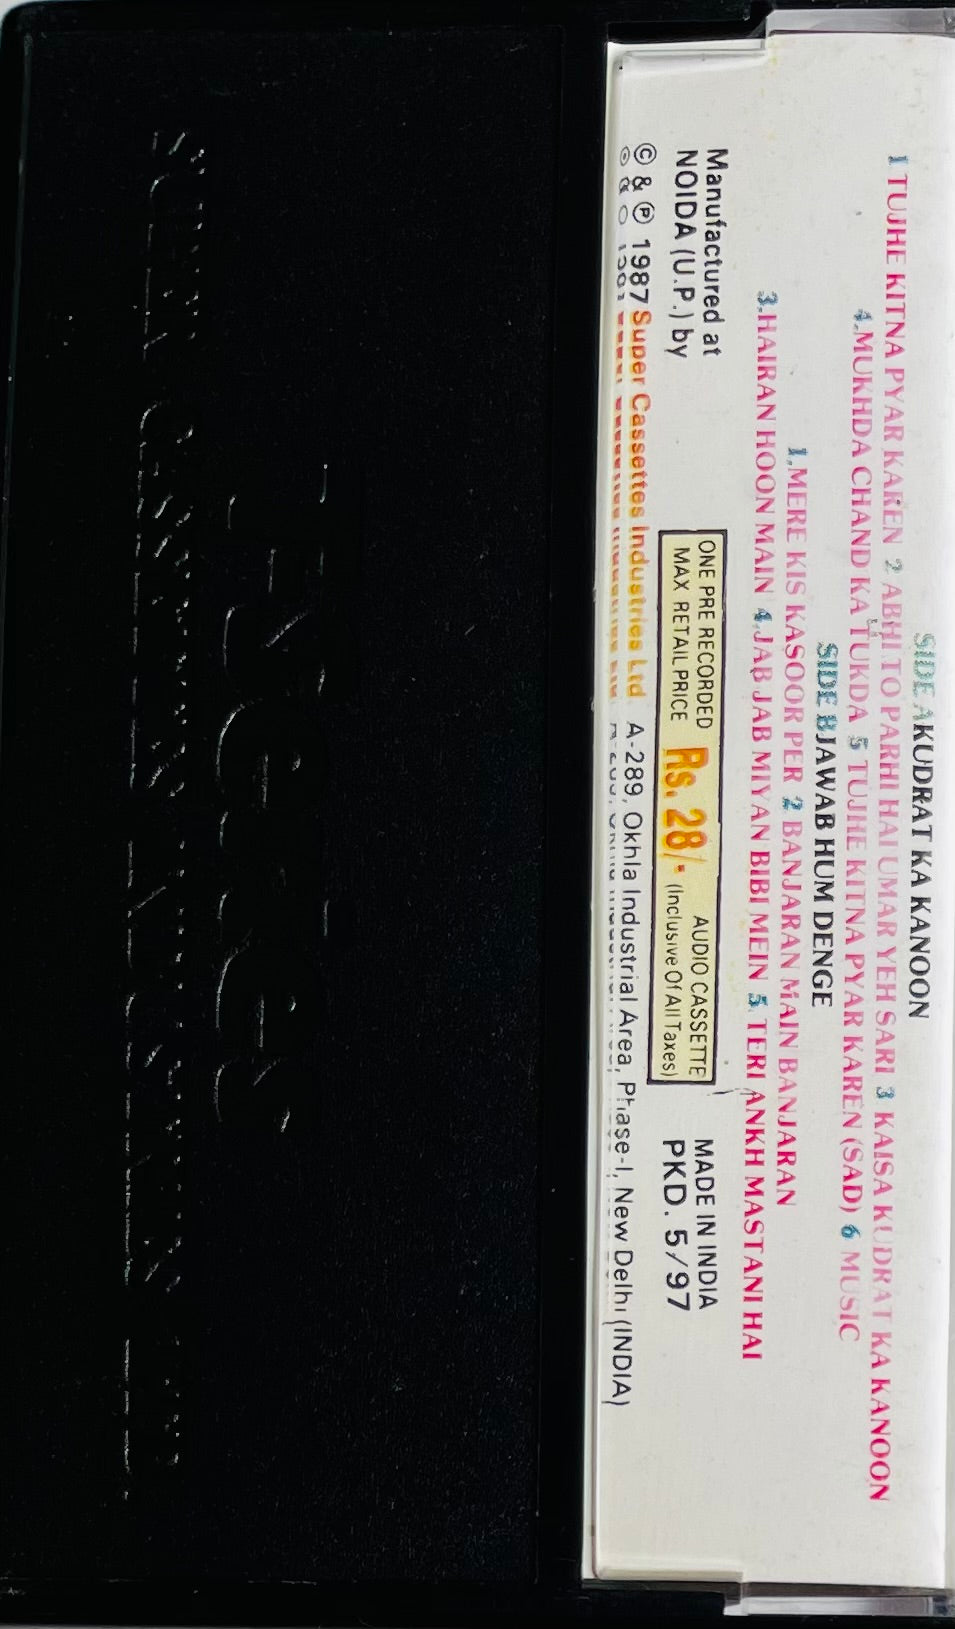 SIDE A KUDRAT KA KANOON
1. TUJHE KITNA PYAR KAREN 2 ABHI TO PARHI HAI UMAR YEH SARI 3 KAISA KUDRAT KA KANOON
4. MUKHDA CHAND KA TUKDA 5 TUJHE KITNA PYAR KAREN (SAD) 6 MUSIC
SIDE B JAWAB HUM DENGE
1. MERE KIS KASOOR PER 2 BANJARAN MAIN BANJARAN
3. HAIRAN HOON MAIN 4. JAB JAB MIYAN BIBI MEIN 5. TERI ANKH MASTANI HAI
Manufactured at
NOIDA (U.P.) by
ONE PRE RECORDED AUDIO CASSETTE
MAX RETAIL PRICE Rs. 28/- (Inclusive Of All Taxes)
MADE IN INDIA
PKD. 5/97
© & ℗ 1987 Super Cassettes Industries Ltd A-289, Okhla Industrial Area, Phase-I, New Delhi (INDIA)
T-Series
SUPER CASSETTES INDUSTRIES LTD